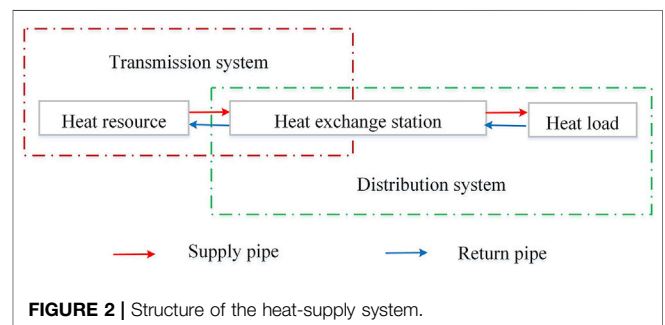 Transmission system
Heat resource
Heat exchange station
Heat load
Distribution system
Supply pipe
Return pipe
FIGURE 2 | Structure of the heat-supply system.